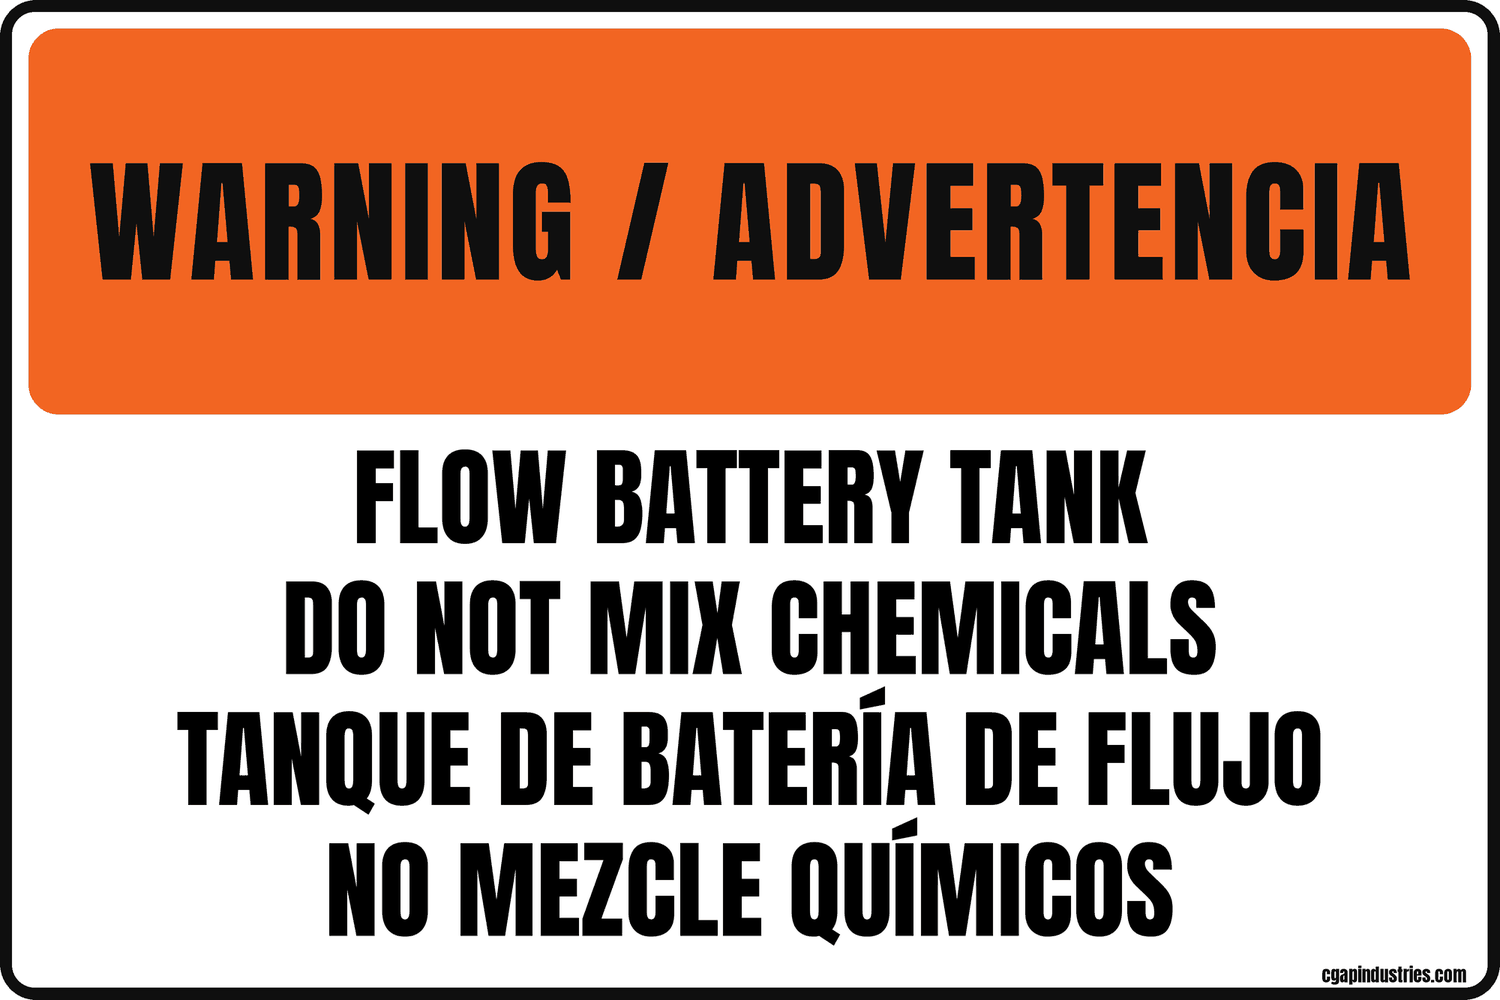 WARNING / ADVERTENCIA
FLOW BATTERY TANK
DO NOT MIX CHEMICALS
TANQUE DE BATERÍA DE FLUJO
NO MEZCLE QUÍMICOS
cgapindustries.com